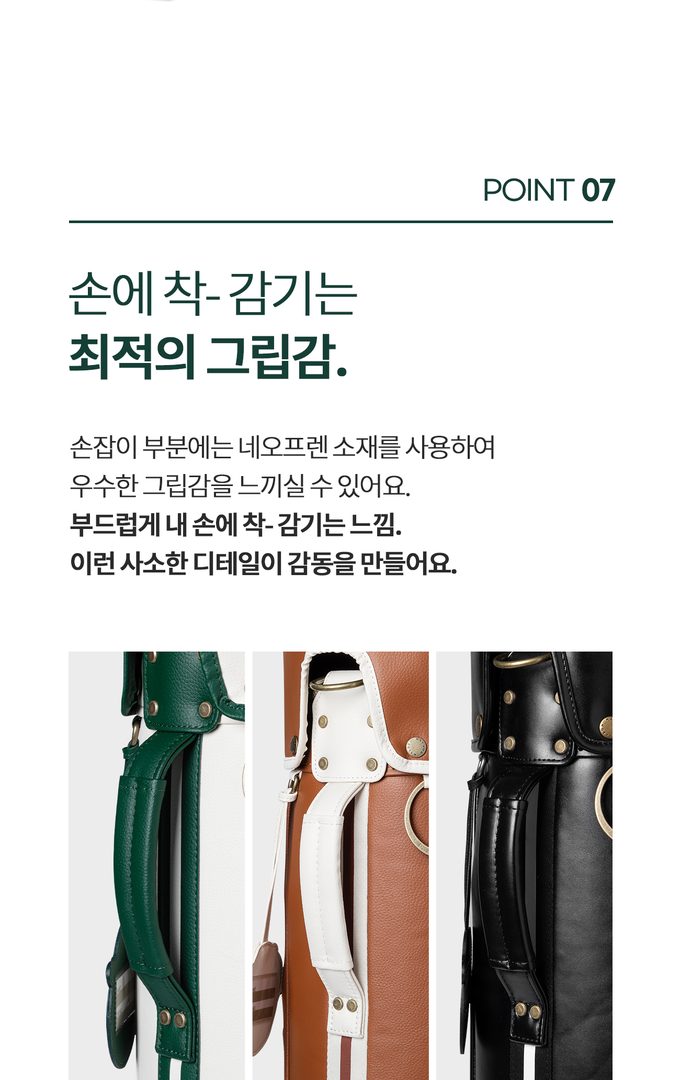 POINT 07
손에 착- 감기는
최적의 그립감.
손잡이 부분에는 네오프렌 소재를 사용하여
우수한 그립감을 느끼실 수 있어요.
부드럽게 내 손에 착- 감기는 느낌.
이런 사소한 디테일이 감동을 만들어요.